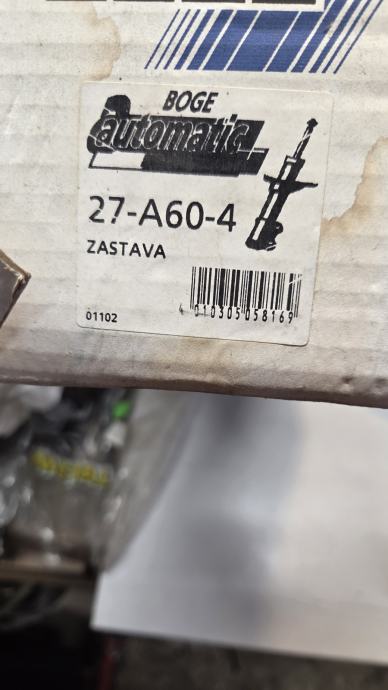 BOGE
automatic
27-A60-4
ZASTAVA
01102
4 010305 058169